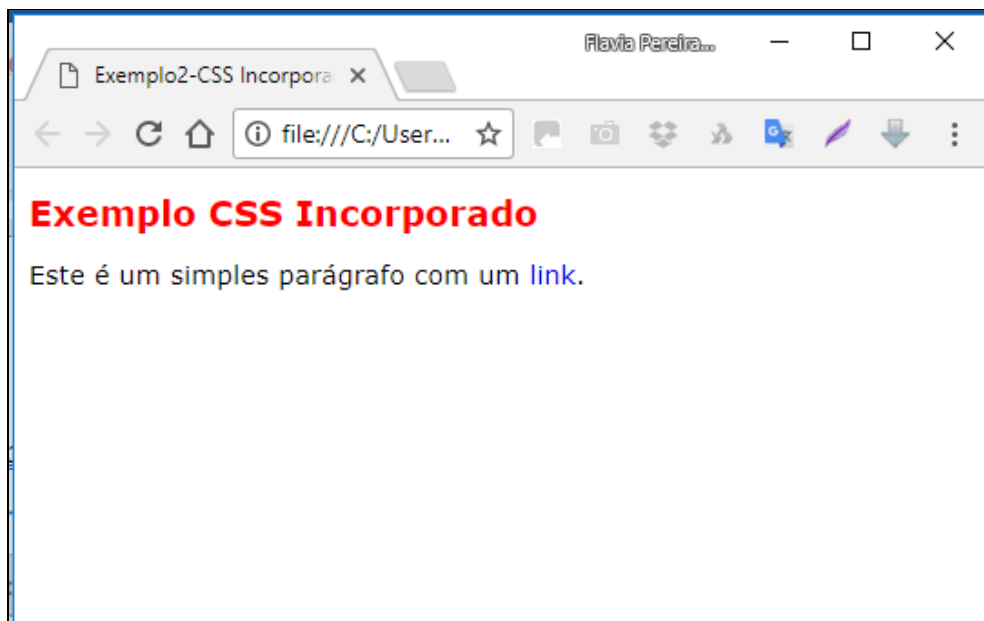 Flavia Pereira...
Exemplo2-CSS Incorpora
file:///C:/User...
Exemplo CSS Incorporado
Este é um simples parágrafo com um link.